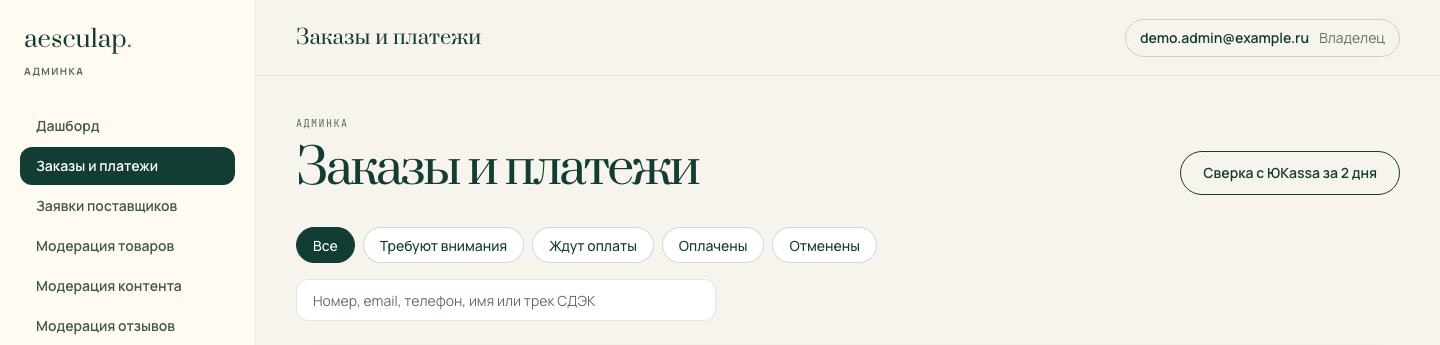 aesculap.
АДМИНКА
Дашборд
Заказы и платежи
Заявки поставщиков
Модерация товаров
Модерация контента
Модерация отзывов
Заказы и платежи
demo.admin@example.ru Владелец
АДМИНКА
Заказы и платежи
Сверка с ЮKassa за 2 дня
Все Требуют внимания Ждут оплаты Оплачены Отменены
Номер, email, телефон, имя или трек СДЭК